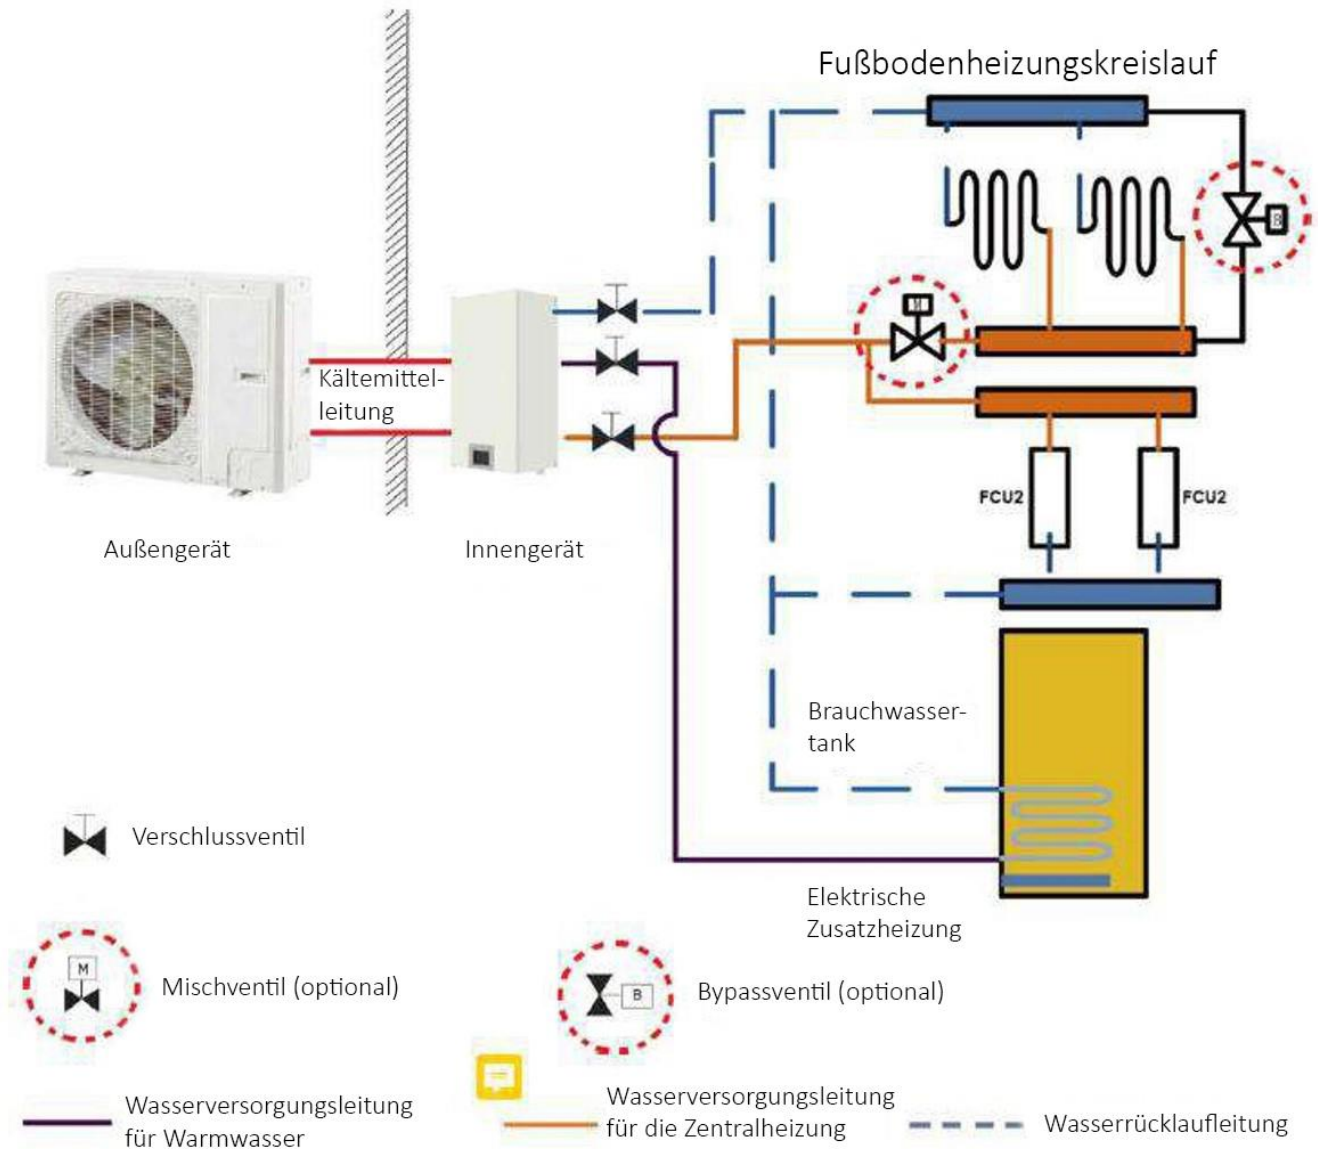 Fußbodenheizungskreislauf
B
M
Kältemittel-
leitung
FCU2
FCU2
Außengerät
Innengerät
Brauchwasser-
tank
Verschlussventil
Elektrische
Zusatzheizung
M
Mischventil (optional)
B
Bypassventil (optional)
Wasserversorgungsleitung
für Warmwasser
Wasserversorgungsleitung
für die Zentralheizung
Wasserrücklaufleitung